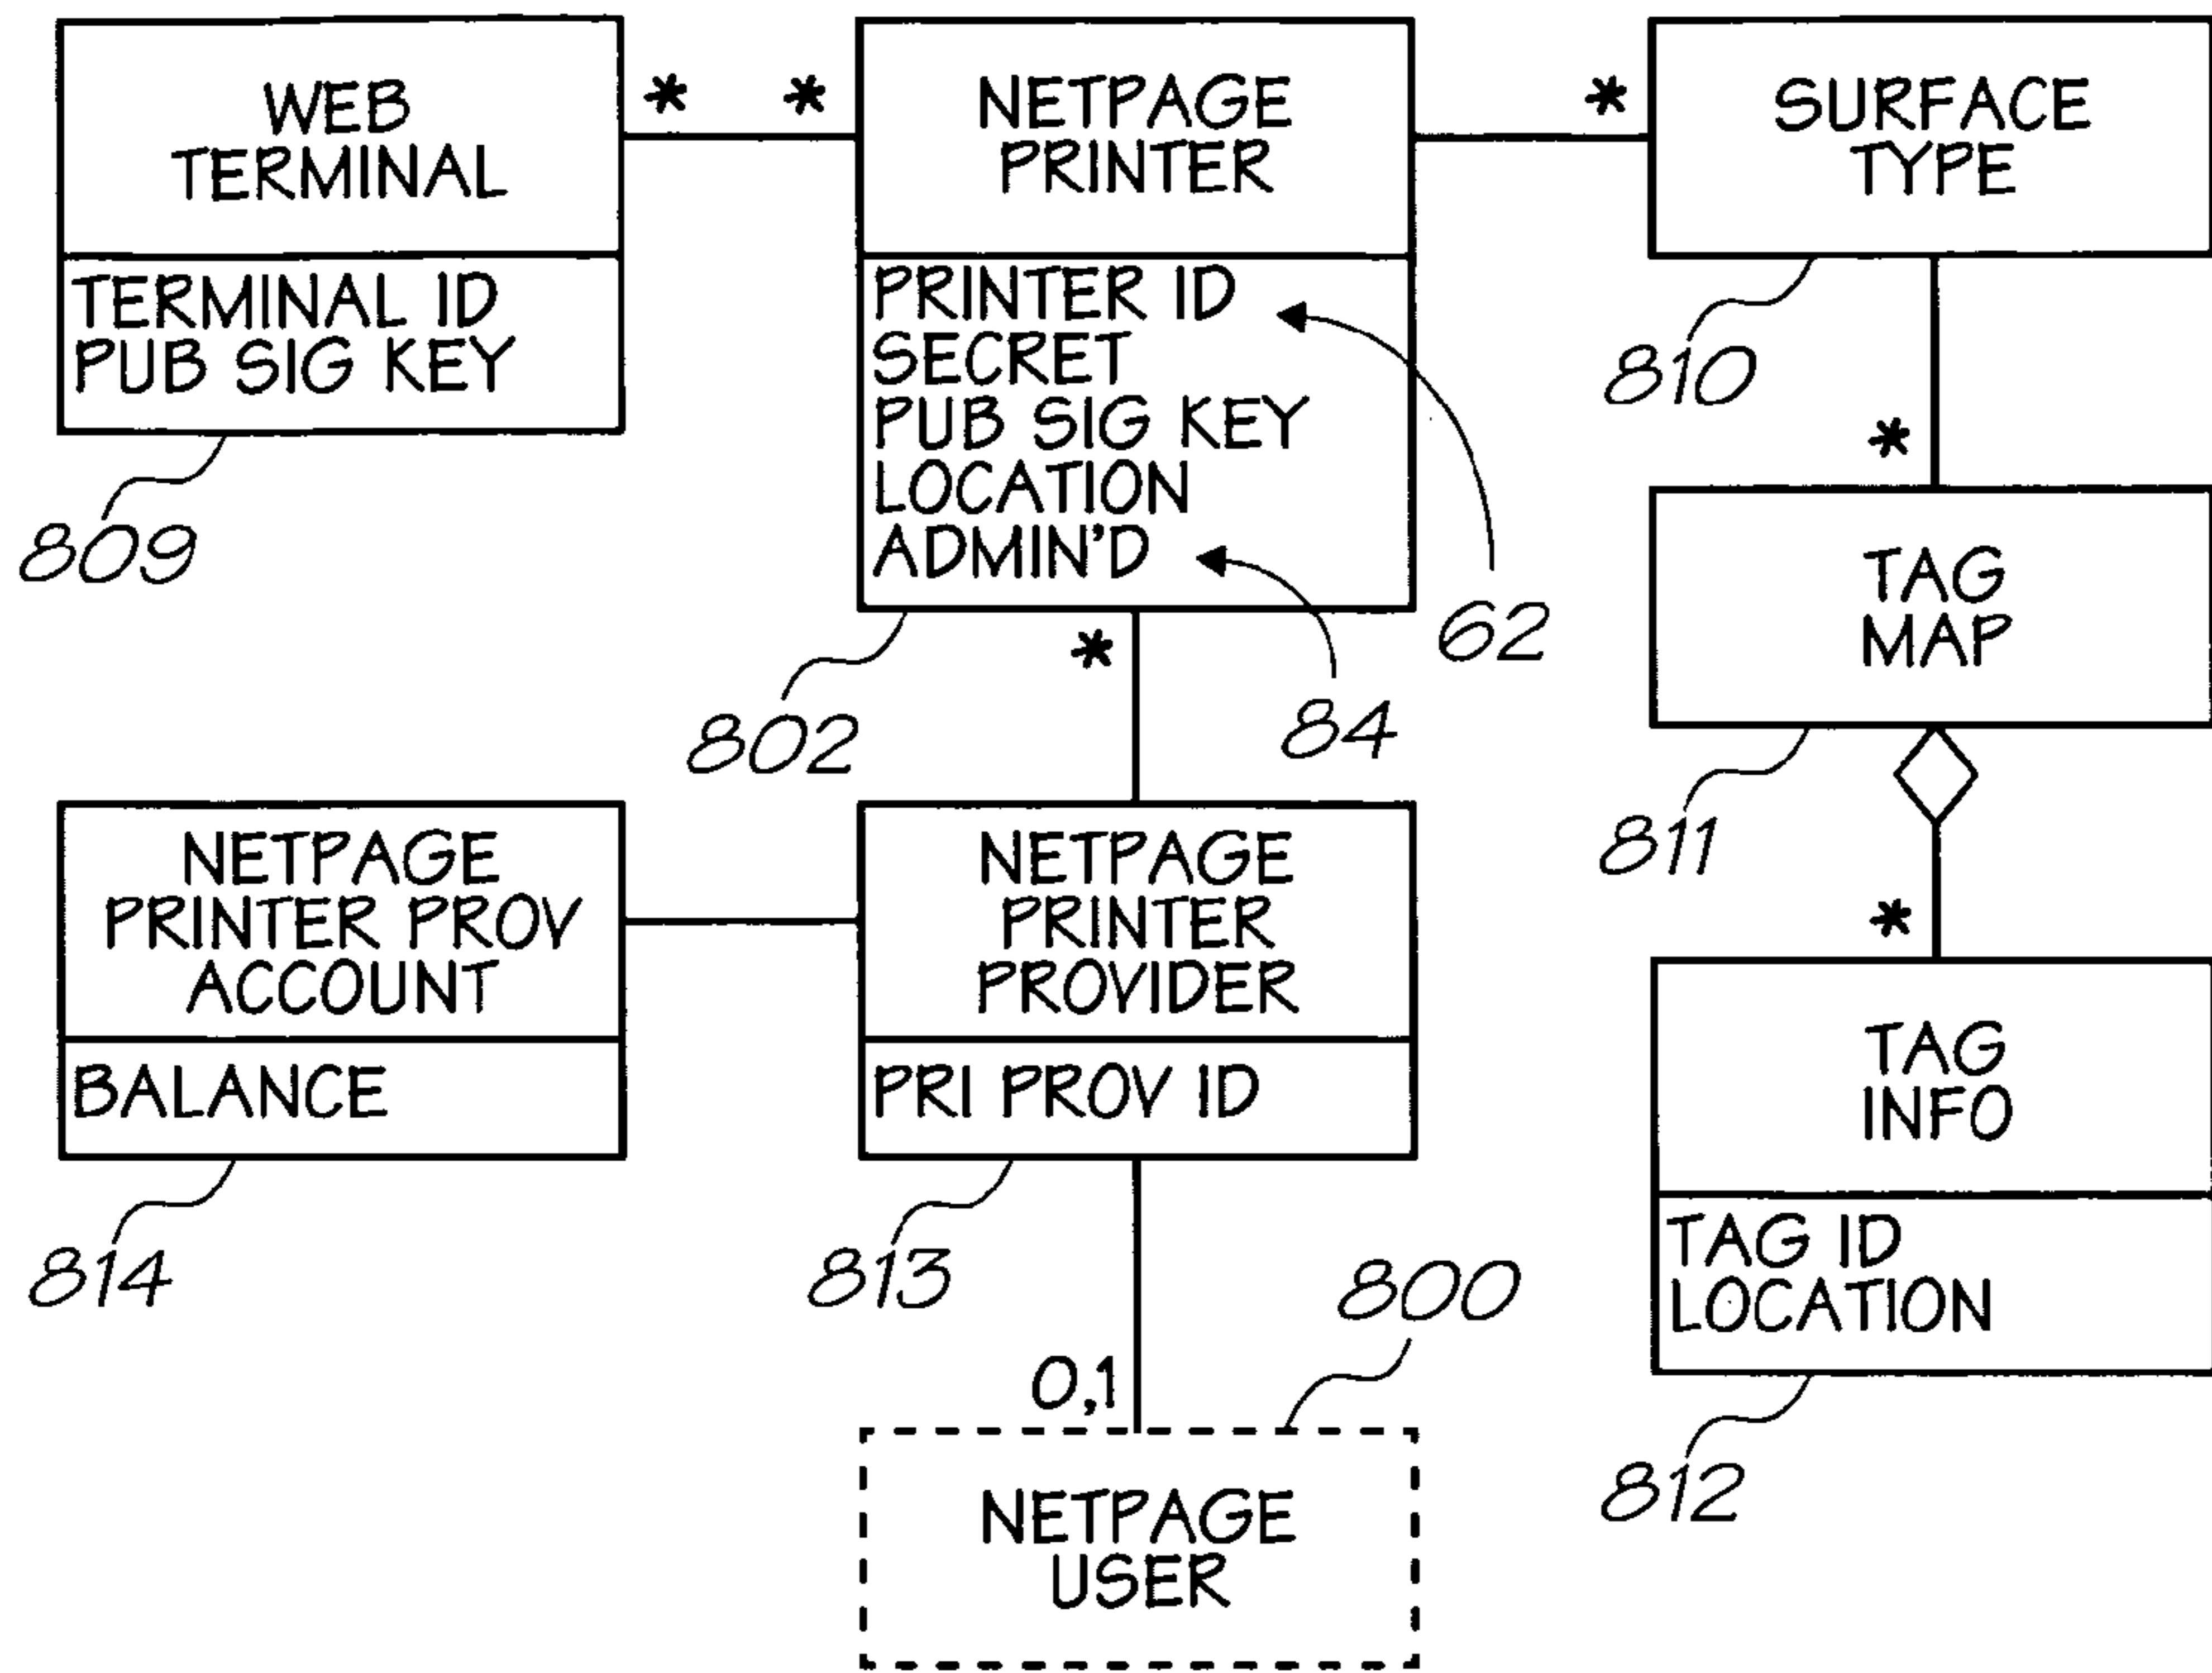 WEB
TERMINAL
TERMINAL ID
PUB SIG KEY
809
*
*
NETPAGE
PRINTER
PRINTER ID
SECRET
PUB SIG KEY
LOCATION
ADMIN'D
62
84
802
*
*
SURFACE
TYPE
810
*
TAG
MAP
811
*
TAG
INFO
TAG ID
LOCATION
812
NETPAGE
PRINTER PROV
ACCOUNT
BALANCE
814
NETPAGE
PRINTER
PROVIDER
PRI PROV ID
813
800
0,1
NETPAGE
USER